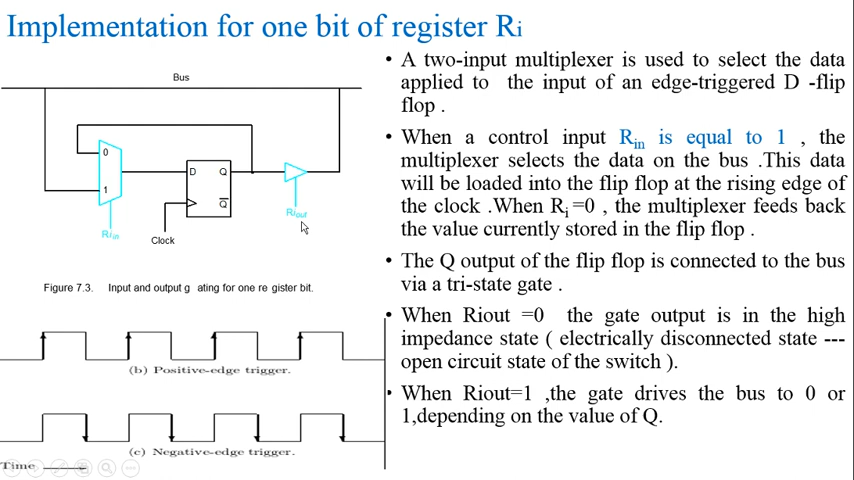 Implementation for one bit of register Ri
Bus
0
1
D Q
Q
Riin
Clock
Riout
Figure 7.3. Input and output g ating for one re gister bit.
(b) Positive-edge trigger.
(c) Negative-edge trigger.
Time
• A two-input multiplexer is used to select the data
applied to the input of an edge-triggered D -flip
flop .
• When a control input Rin is equal to 1 , the
multiplexer selects the data on the bus .This data
will be loaded into the flip flop at the rising edge of
the clock .When Ri =0 , the multiplexer feeds back
the value currently stored in the flip flop .
• The Q output of the flip flop is connected to the bus
via a tri-state gate .
• When Riout =0 the gate output is in the high
impedance state ( electrically disconnected state ---
open circuit state of the switch ).
• When Riout=1 ,the gate drives the bus to 0 or
1,depending on the value of Q.